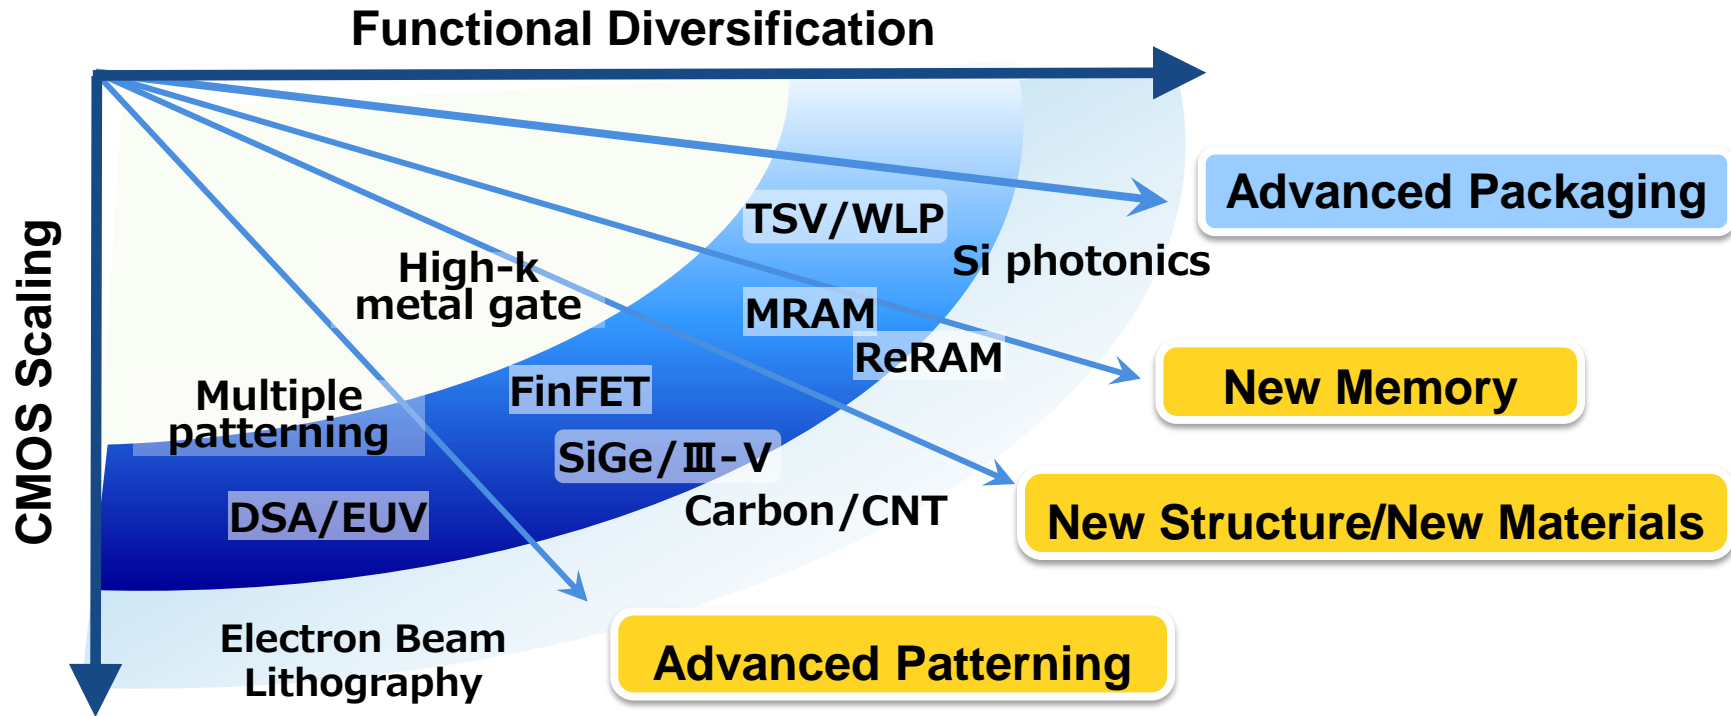 Functional Diversification
CMOS Scaling
Advanced Packaging
TSV/WLP
Si photonics
High-k
metal gate
MRAM
ReRAM
New Memory
Multiple
patterning
FinFET
SiGe/Ⅲ-V
Carbon/CNT
New Structure/New Materials
DSA/EUV
Electron Beam
Lithography
Advanced Patterning